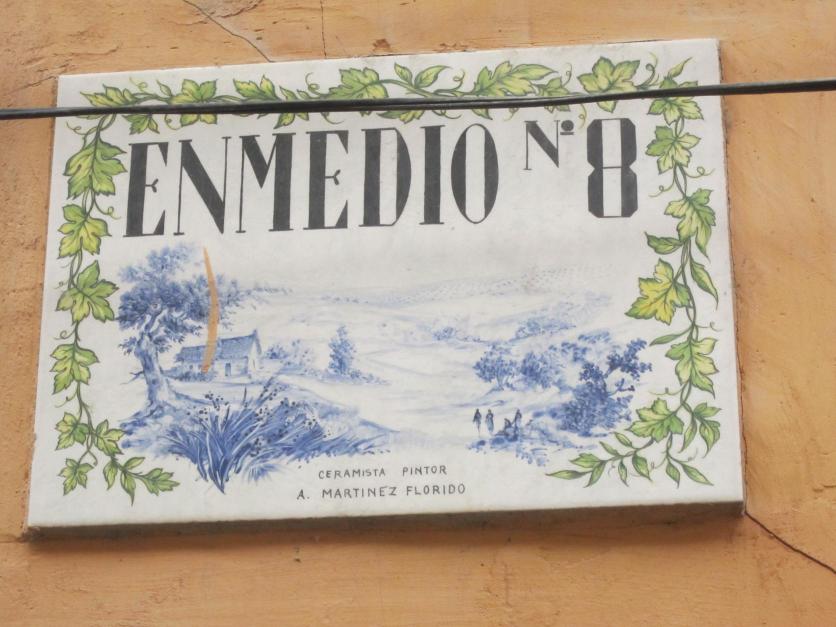 ENMEDIO Nº 8
CERAMISTA PINTOR
A. MARTINEZ FLORIDO